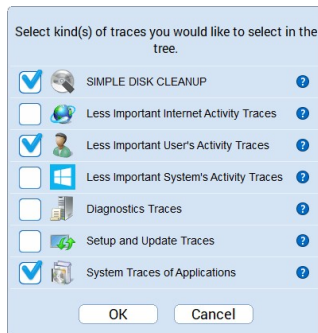 Select kind(s) of traces you would like to select in the
tree.
SIMPLE DISK CLEANUP
Less Important Internet Activity Traces
Less Important User's Activity Traces
Less Important System's Activity Traces
Diagnostics Traces
Setup and Update Traces
System Traces of Applications
OK Cancel